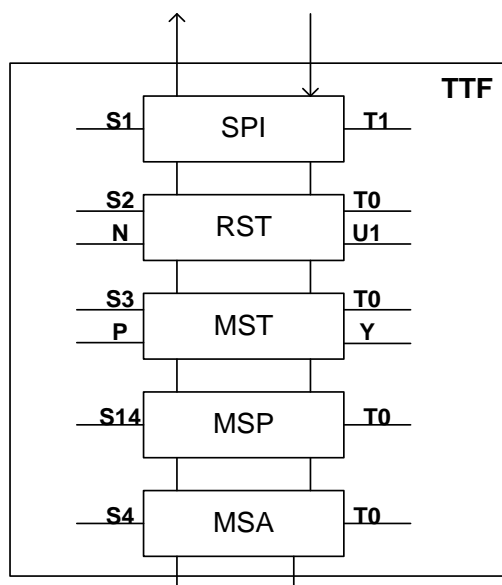 TTF
S1 SPI T1
S2 T0
RST
N U1
S3 T0
MST
P Y
S14 MSP T0
S4 MSA T0